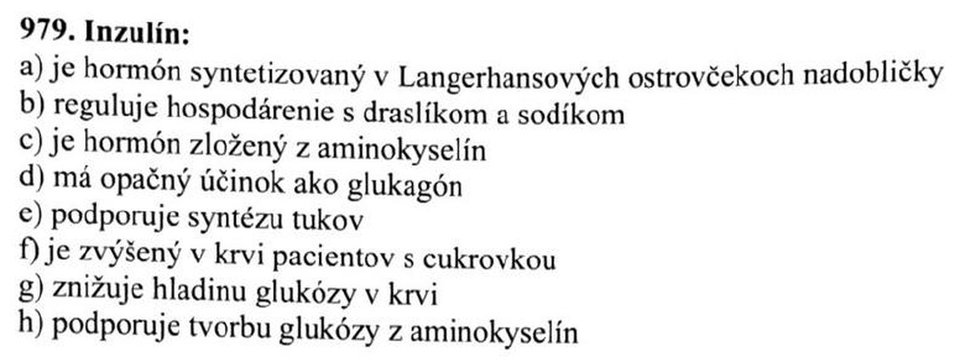 979. Inzulín:
a) je hormón syntetizovaný v Langerhansových ostrovčekoch nadobličky
b) reguluje hospodárenie s draslíkom a sodíkom
c) je hormón zložený z aminokyselín
d) má opačný účinok ako glukagón
e) podporuje syntézu tukov
f) je zvýšený v krvi pacientov s cukrovkou
g) znižuje hladinu glukózy v krvi
h) podporuje tvorbu glukózy z aminokyselín